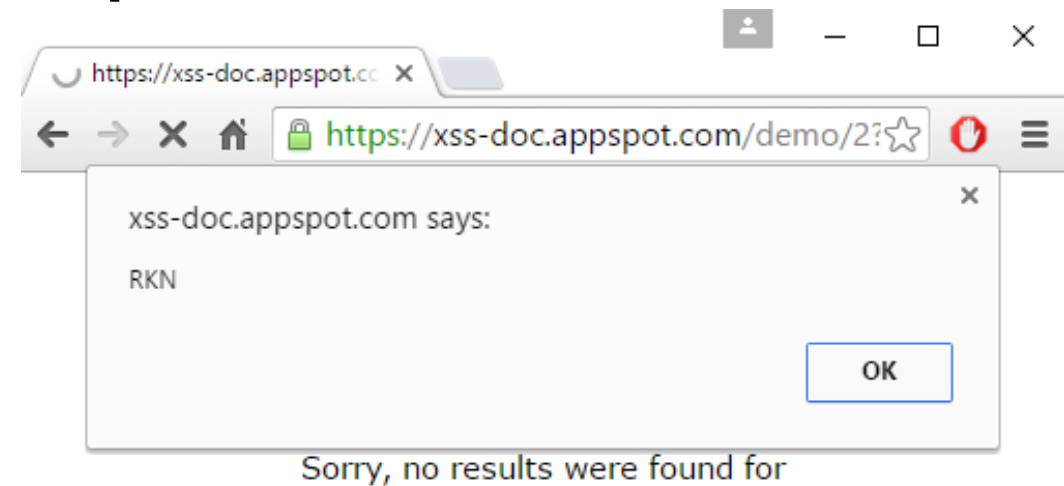 https://xss-doc.appspot.cc
https://xss-doc.appspot.com/demo/2?
xss-doc.appspot.com says:
RKN
OK
Sorry, no results were found for